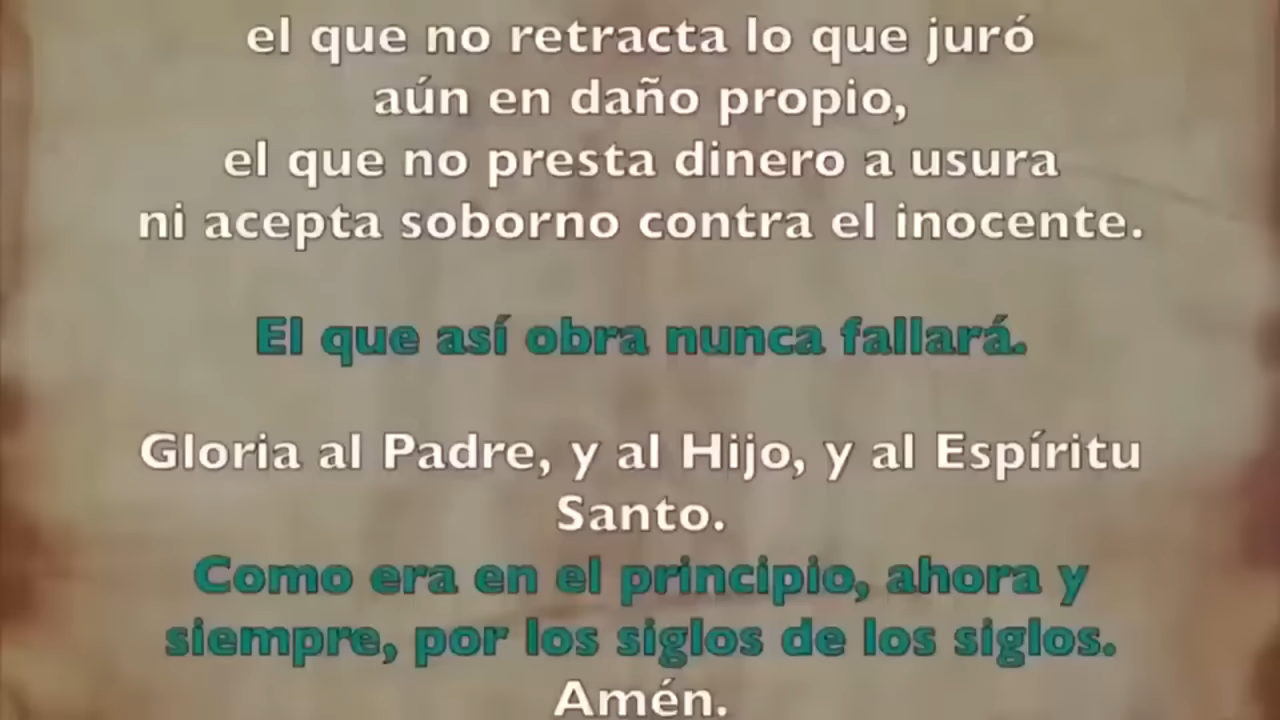 el que no retracta lo que juró
aún en daño propio,
el que no presta dinero a usura
ni acepta soborno contra el inocente.
El que así obra nunca fallará.
Gloria al Padre, y al Hijo, y al Espíritu
Santo.
Como era en el principio, ahora y
siempre, por los siglos de los siglos.
Amén.